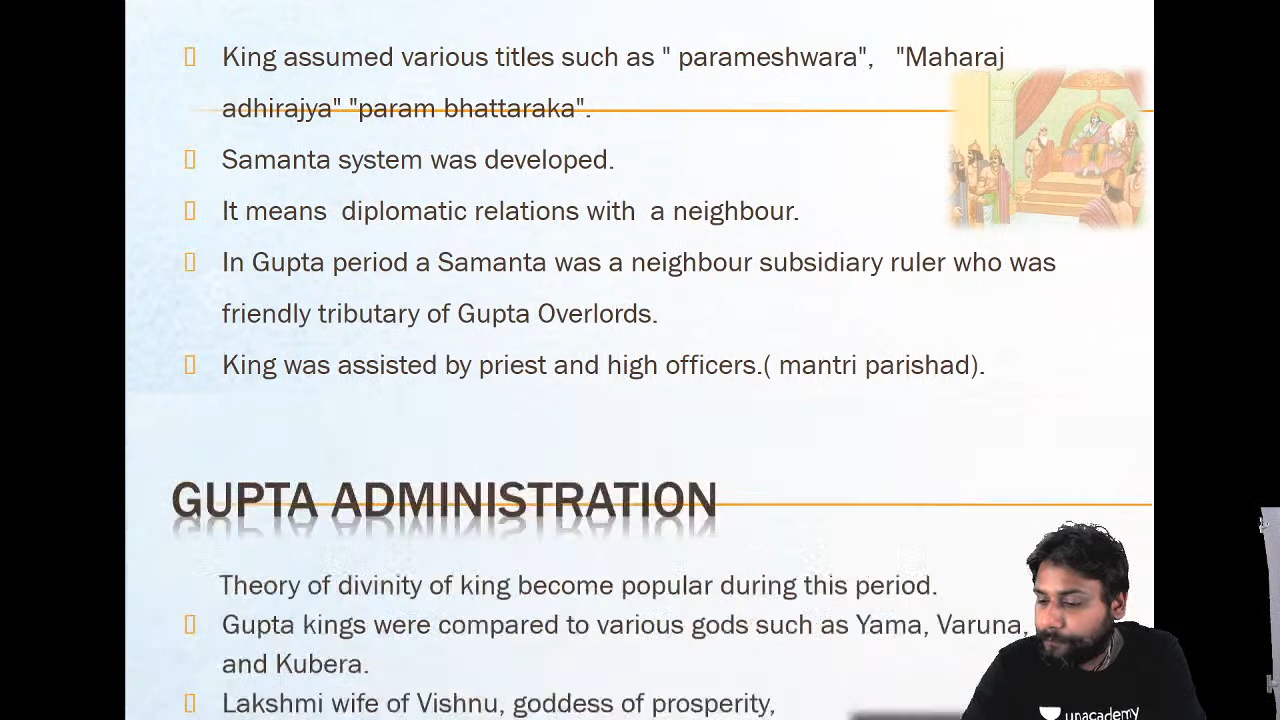 King assumed various titles such as " parameshwara", "Maharaj
adhirajya" "param bhattaraka".
Samanta system was developed.
It means diplomatic relations with a neighbour.
In Gupta period a Samanta was a neighbour subsidiary ruler who was
friendly tributary of Gupta Overlords.
King was assisted by priest and high officers.( mantri parishad).
GUPTA ADMINISTRATION
Theory of divinity of king become popular during this period.
Gupta kings were compared to various gods such as Yama, Varuna,
and Kubera.
Lakshmi wife of Vishnu, goddess of prosperity,
unacademy